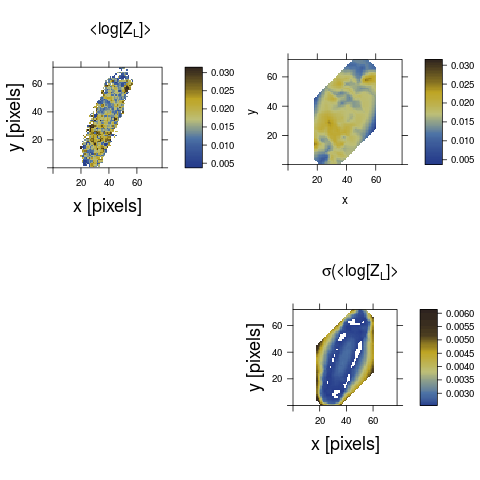 <log[Z_L]>
y [pixels]
60
40
20
20 40 60
x [pixels]
0.030
0.025
0.020
0.015
0.010
0.005
y
60
40
20
20 40 60
x
0.030
0.025
0.020
0.015
0.010
0.005
σ(<log[Z_L]>
y [pixels]
60
40
20
20 40 60
x [pixels]
0.0060
0.0055
0.0050
0.0045
0.0040
0.0035
0.0030